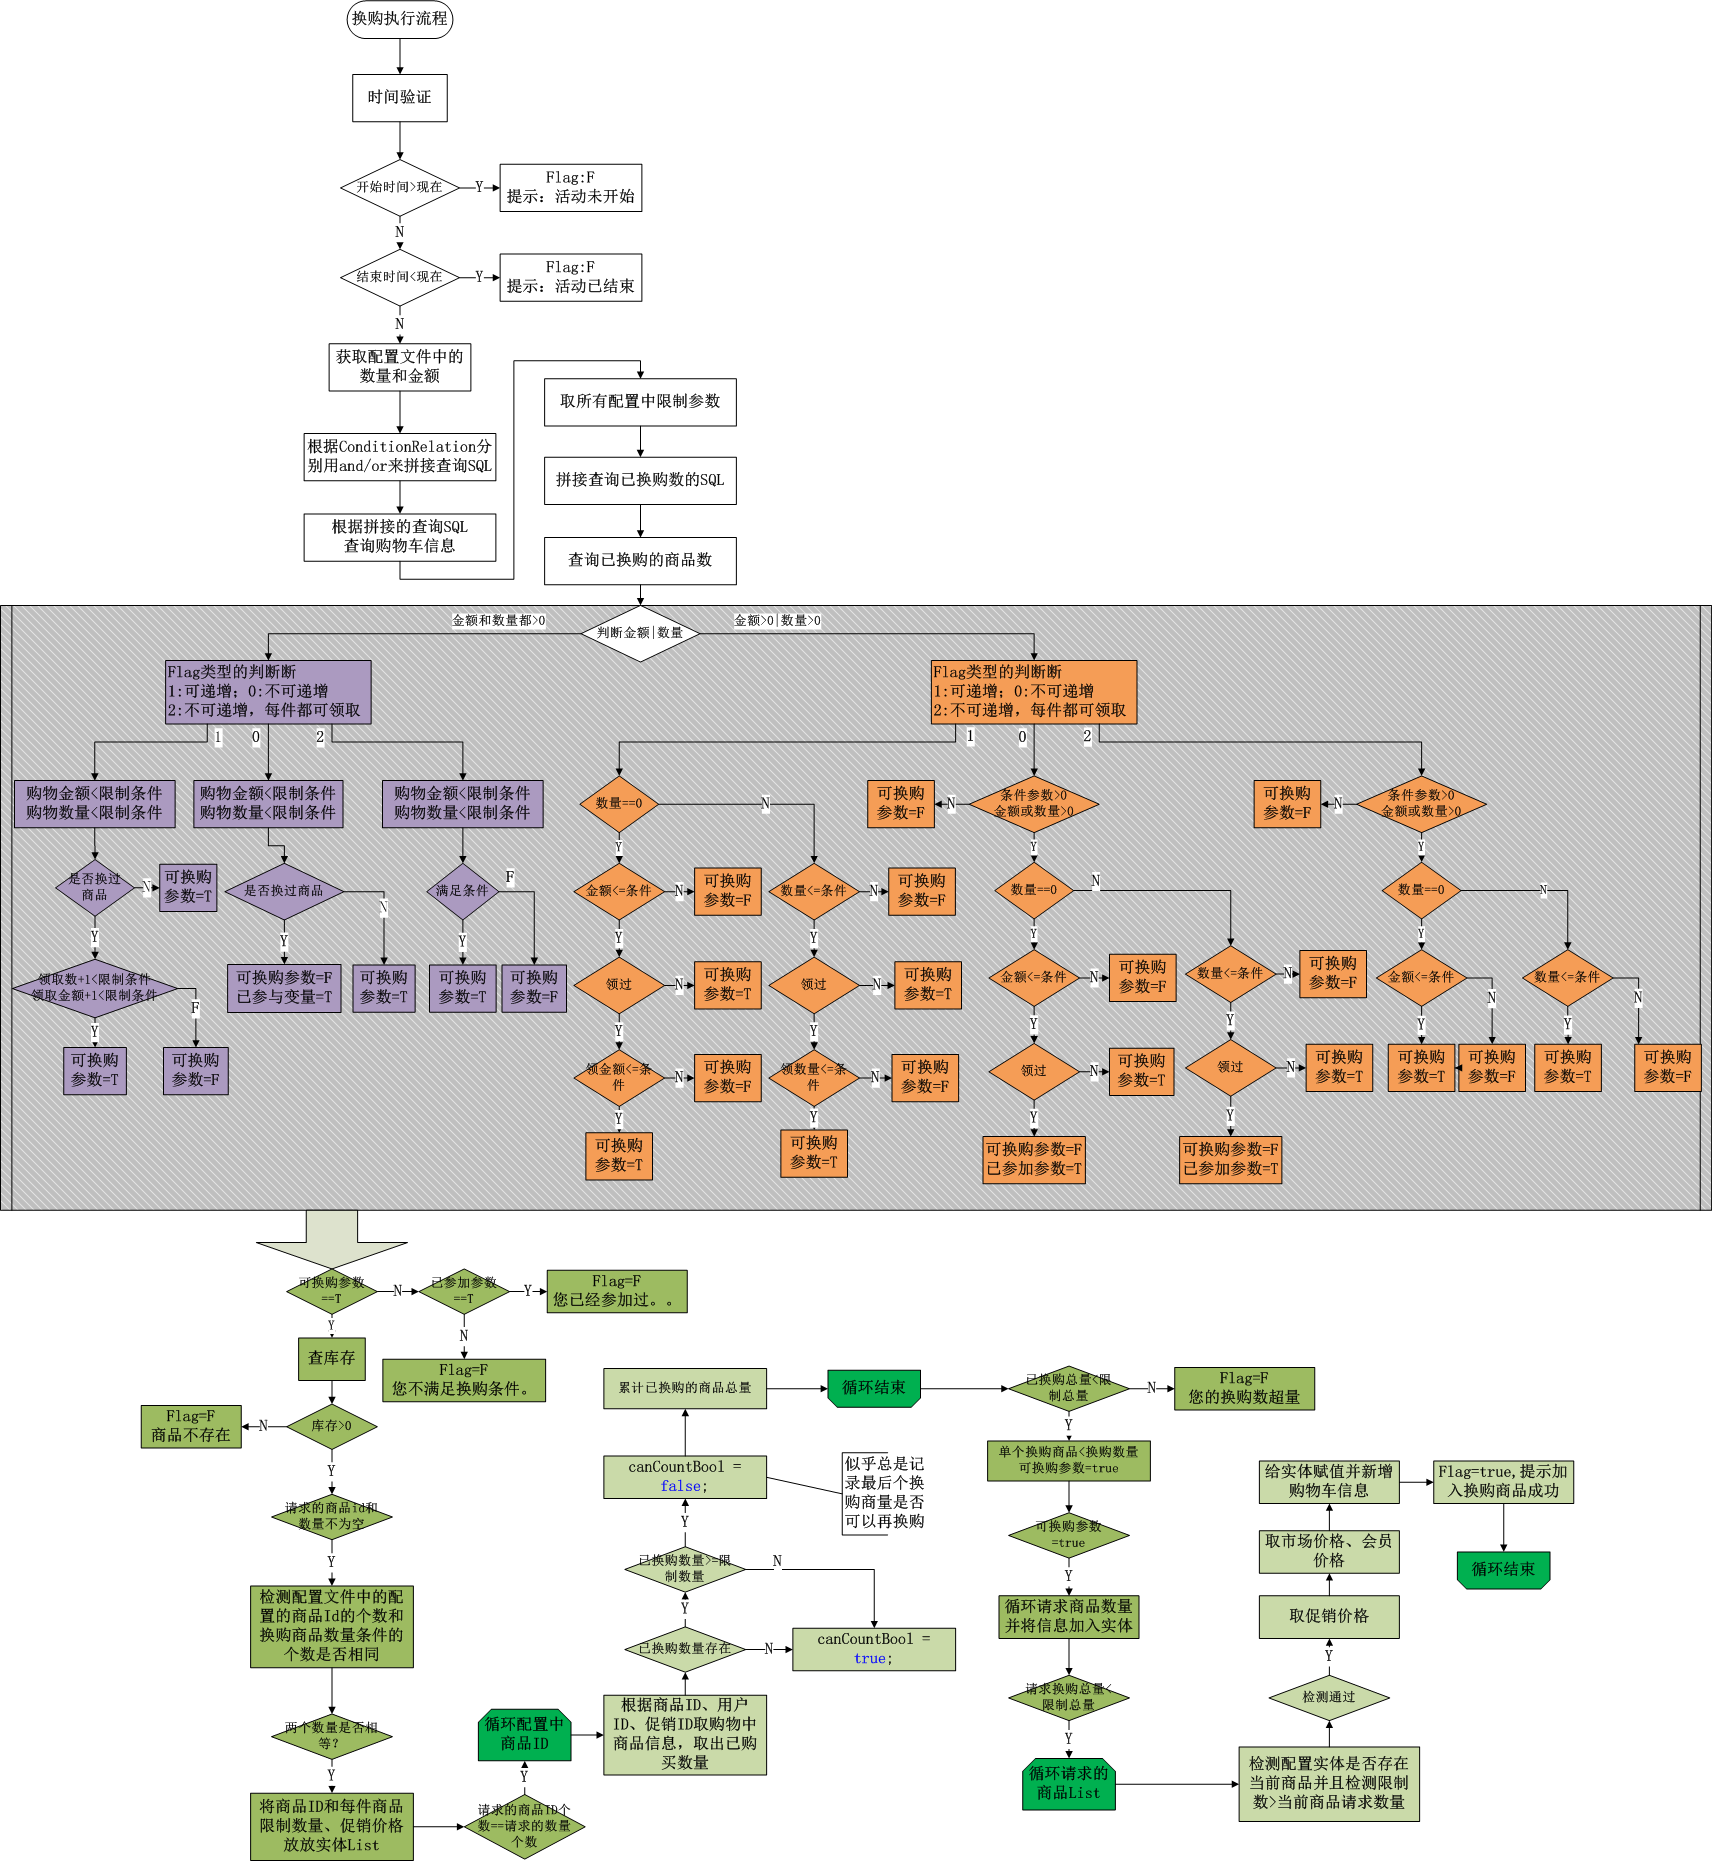 换购执行流程
时间验证
开始时间>现在
Y
Flag:F
提示: 活动未开始
N
结束时间<现在
Y
Flag:F
提示: 活动已结束
N
获取配置文件中的
数量和金额
根据ConditionRelation分
别用and/or来拼接查询SQL
根据拼接的查询SQL
查询购物车信息
取所有配置中限制参数
拼接查询已换购数的SQL
查询已换购的商品数
金额和数量都>0
判断金额|数量
金额>0|数量>0
Flag类型的判断断
1:可递增; 0:不可递增
2:不可递增, 每件都可领取
1
0
2
Flag类型的判断断
1:可递增; 0:不可递增
2:不可递增, 每件都可领取
1
0
2
购物金额<限制条件
购物数量<限制条件
是否换过
商品
N
可换购
参数=T
Y
领取数+1<限制条件
领取金额+1<限制条件
F
Y
可换购
参数=T
可换购
参数=F
购物金额<限制条件
购物数量<限制条件
是否换过商品
N
Y
可换购参数=F
已参与变量=T
可换购
参数=T
购物金额<限制条件
购物数量<限制条件
满足条件
F
Y
可换购
参数=T
可换购
参数=F
数量==0
N
Y
金额<=条件
N
可换购
参数=F
Y
领过
N
可换购
参数=T
Y
领金额<=条
件
N
可换购
参数=F
Y
可换购
参数=T
数量<=条件
N
可换购
参数=F
Y
领过
N
可换购
参数=T
Y
领数量<=条
件
N
可换购
参数=F
Y
可换购
参数=T
可换购
参数=F
N
条件参数>0
金额或数量>0
Y
数量==0
N
Y
金额<=条件
N
可换购
参数=F
Y
领过
N
可换购
参数=T
Y
可换购参数=F
已参加参数=T
数量<=条件
N
可换购
参数=F
Y
领过
N
可换购
参数=T
Y
可换购参数=F
已参加参数=T
可换购
参数=F
N
条件参数>0
金额或数量>0
Y
数量==0
N
Y
金额<=条件
N
Y
可换购
参数=T
可换购
参数=F
数量<=条件
N
Y
可换购
参数=T
可换购
参数=F
可换购参数
==T
N
已参加参数
==T
Y
Flag=F
您已经参加过。。
N
Flag=F
您不满足换购条件。
Y
查库存
库存>0
N
Flag=F
商品不存在
Y
请求的商品id和
数量不为空
Y
检测配置文件中的配
置的商品Id的个数和
换购商品数量条件的
个数是否相同
两个数量是否相
等?
Y
将商品ID和每件商品
限制数量、促销价格
放放实体List
请求的商品ID个
数==请求的数量
个数
Y
循环配置中
商品ID
根据商品ID、用户
ID、促销ID取购物中
商品信息, 取出已购
买数量
已换购数量存在
N
Y
已换购数量>=限
制数量
N
canCountBool =
true;
Y
canCountBool =
false;
似乎总是记
录最后个换
购商量是否
可以再换购
累计已换购的商品总量
循环结束
已换购总量<限
制总量
N
Flag=F
您的换购数超量
Y
单个换购商品<换购数量
可换购参数=true
可换购参数
=true
Y
循环请求商品数量
并将信息加入实体
请求换购总量<
限制总量
Y
循环请求的
商品List
检测配置实体是否存在
当前商品并且检测限制
数>当前商品请求数量
检测通过
Y
取促销价格
取市场价格、会员
价格
给实体赋值并新增
购物车信息
Flag=true,提示加
入换购商品成功
循环结束